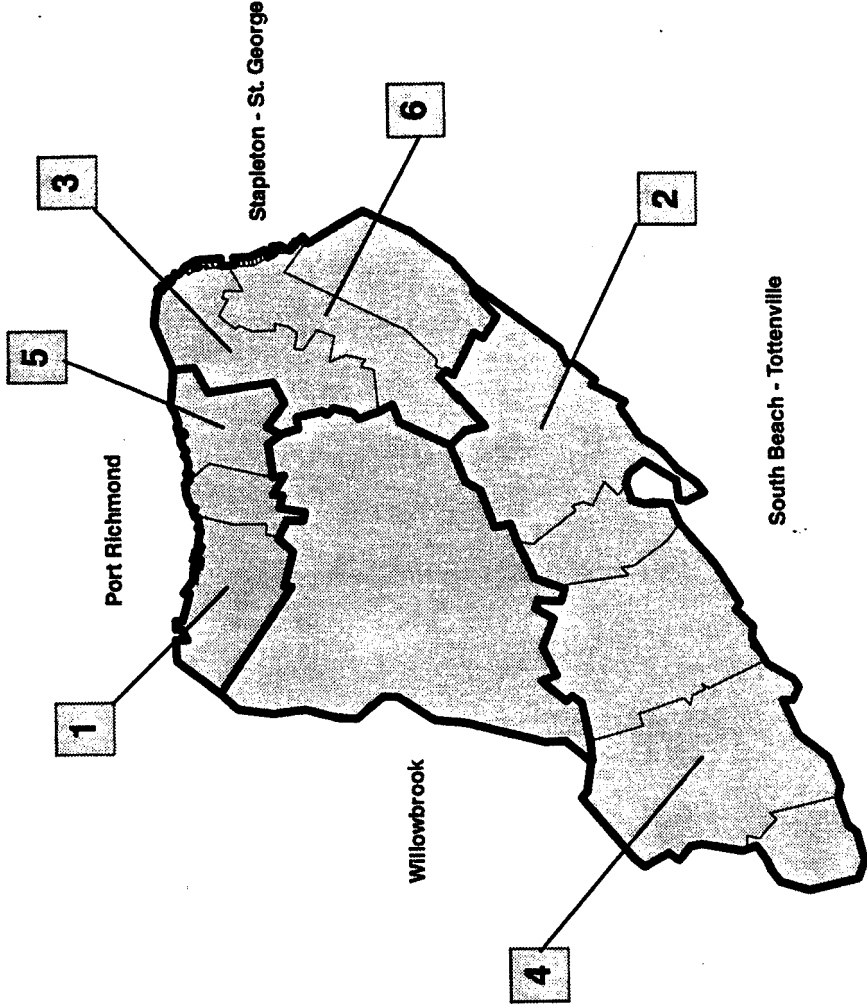 Stapleton - St. George
3
6
5
Port Richmond
2
1
South Beach - Tottenville
Willowbrook
4